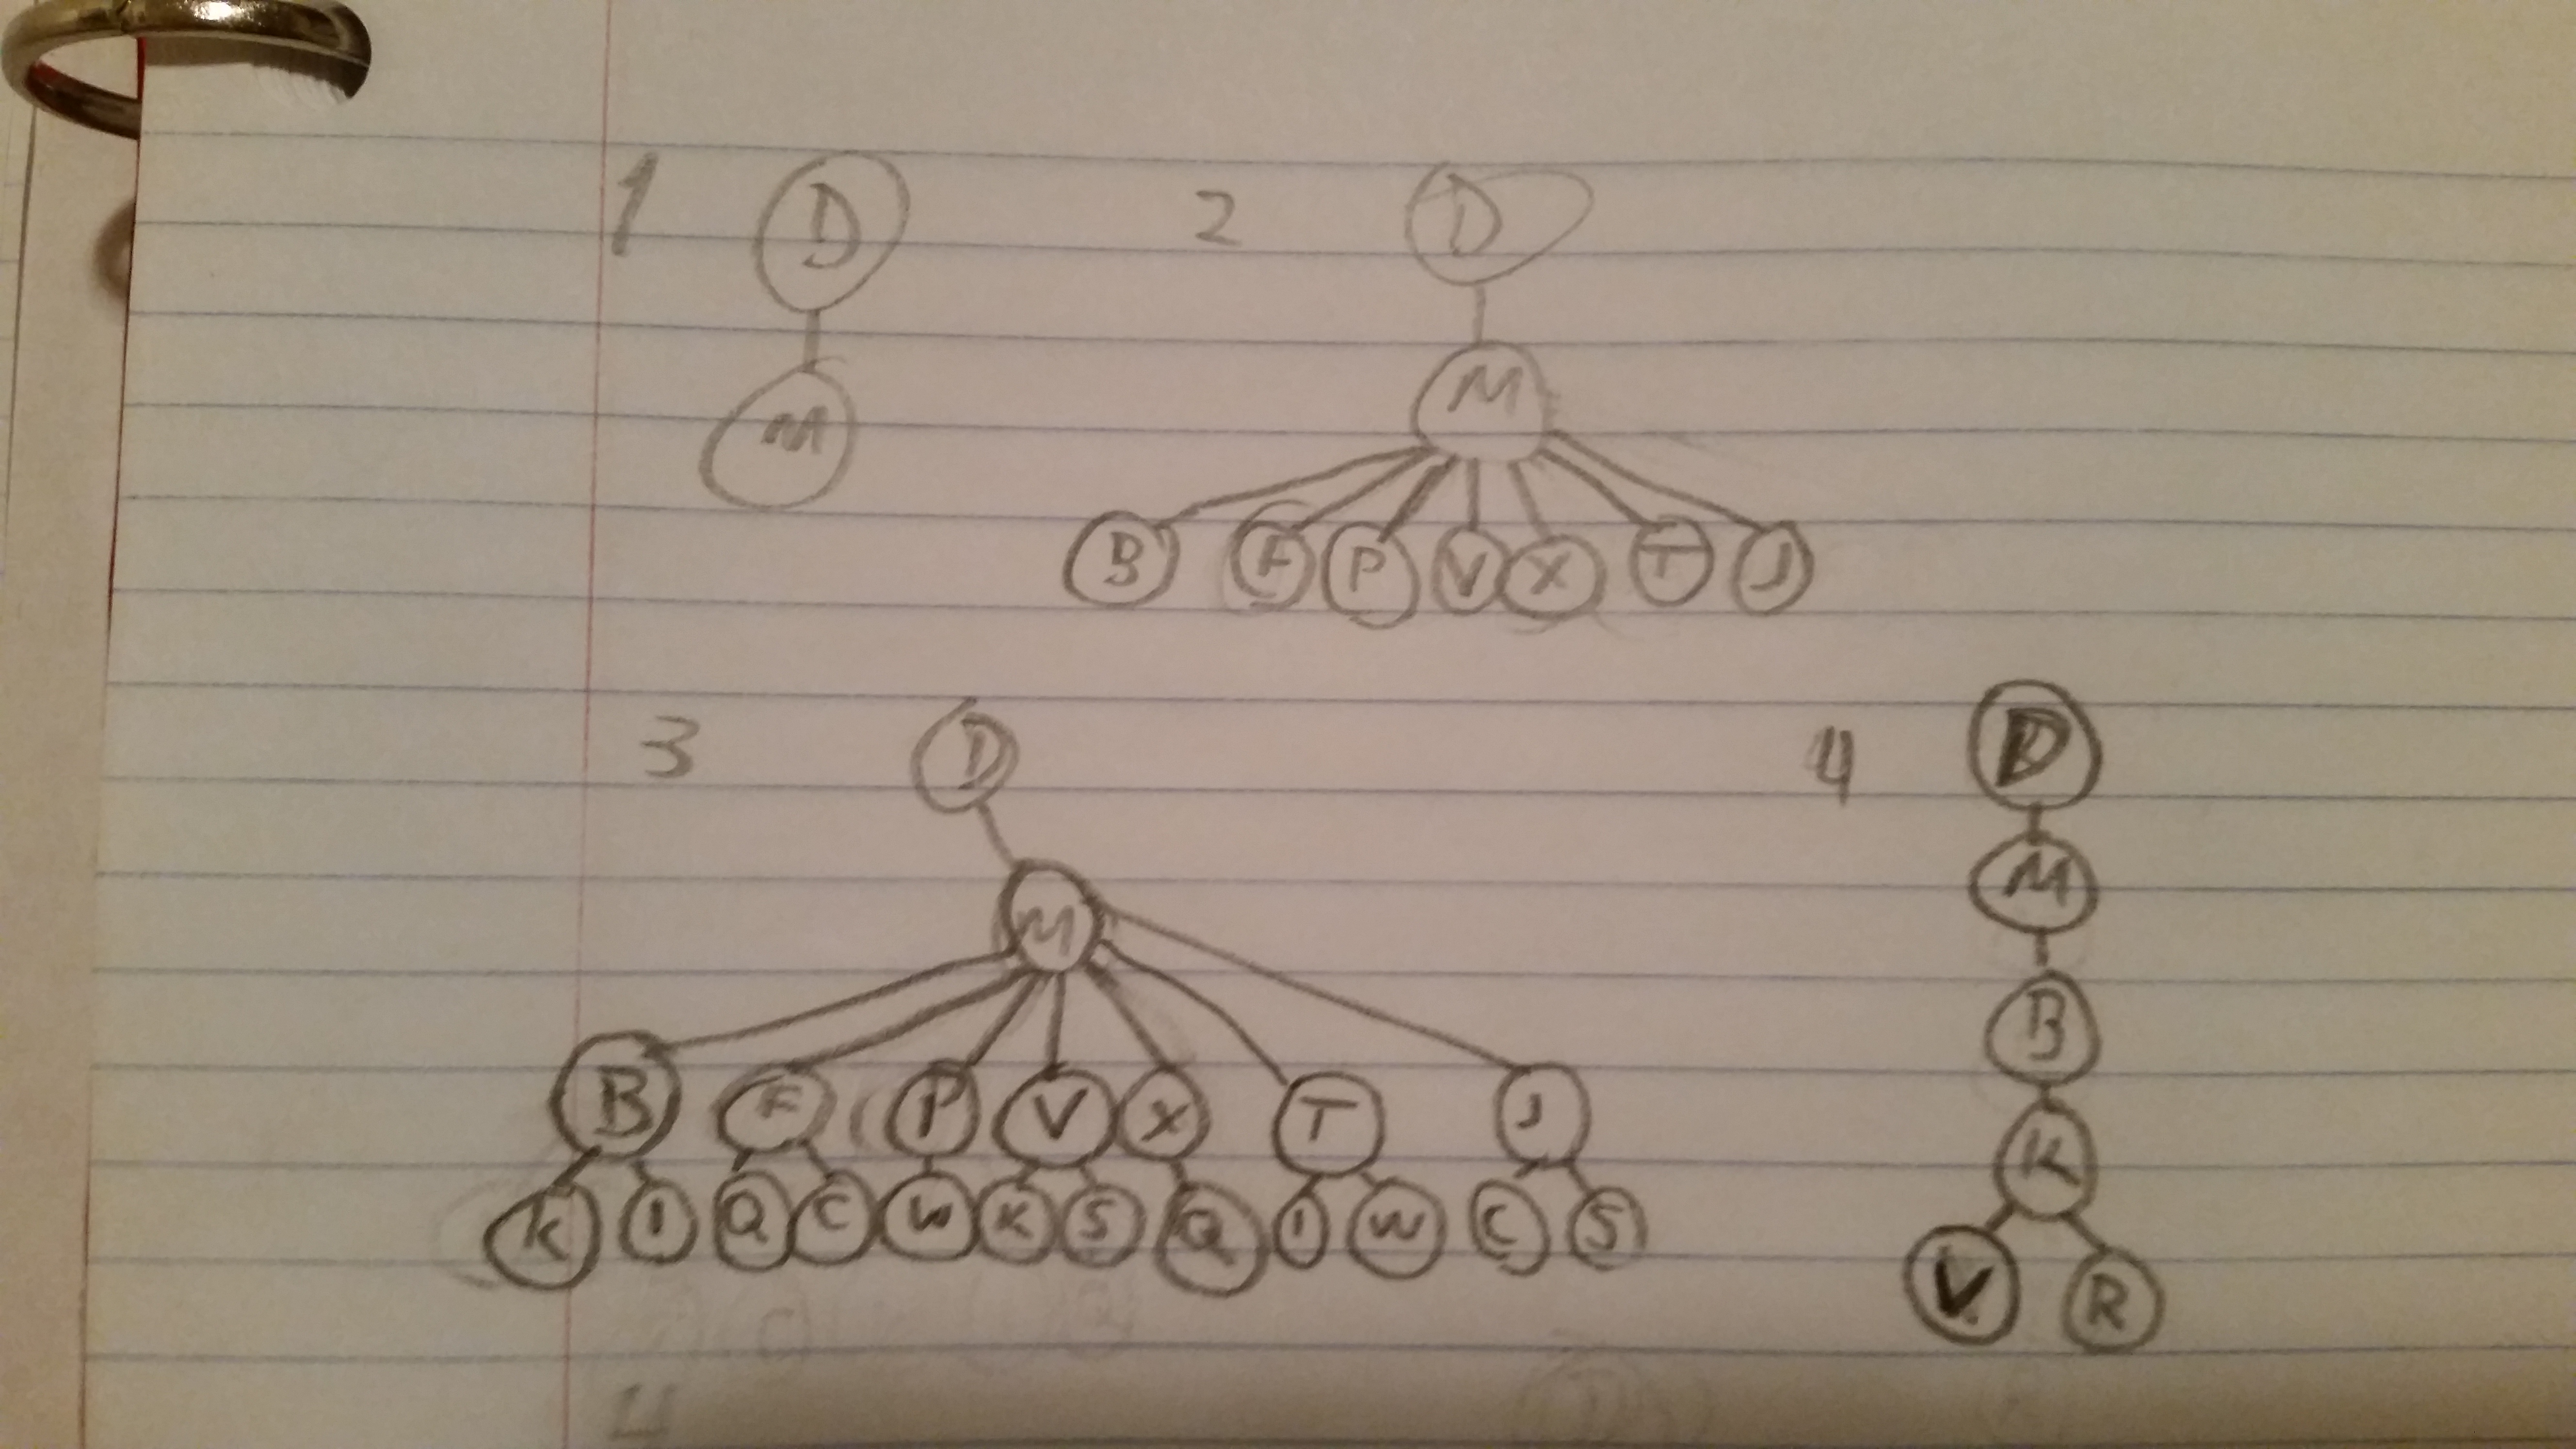 1 D 2 D
M M
B F P V X T J
3 D 4 D
M M
B F P V X T J B
K I Q C W K S Q I W C S K
V R